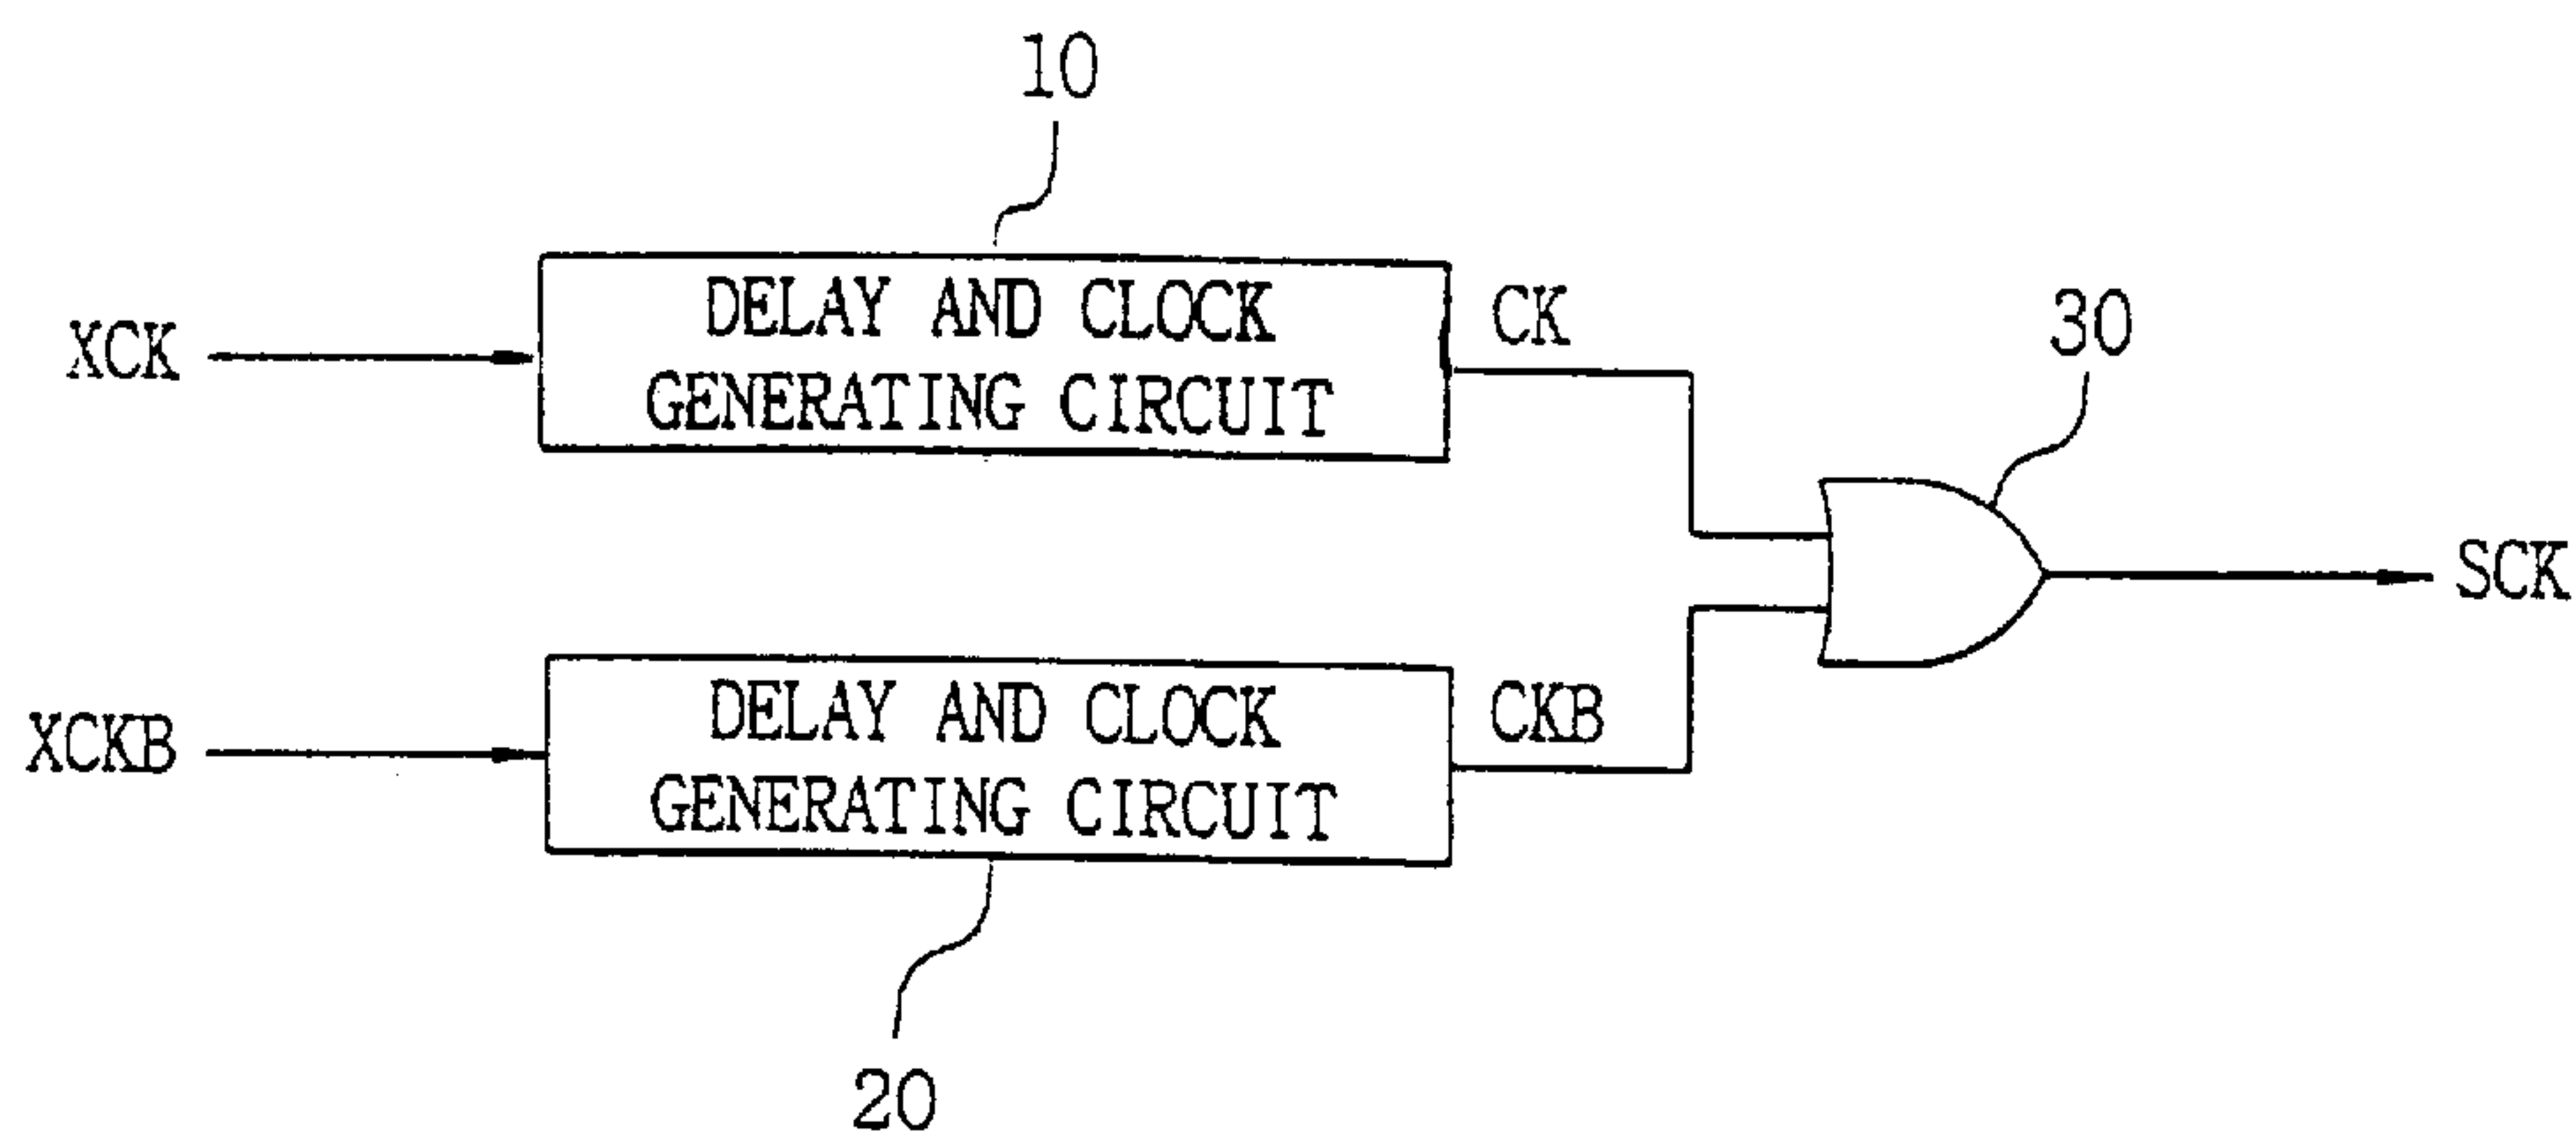 10
XCK
DELAY AND CLOCK
GENERATING CIRCUIT
CK
30
SCK
XCKB
DELAY AND CLOCK
GENERATING CIRCUIT
CKB
20